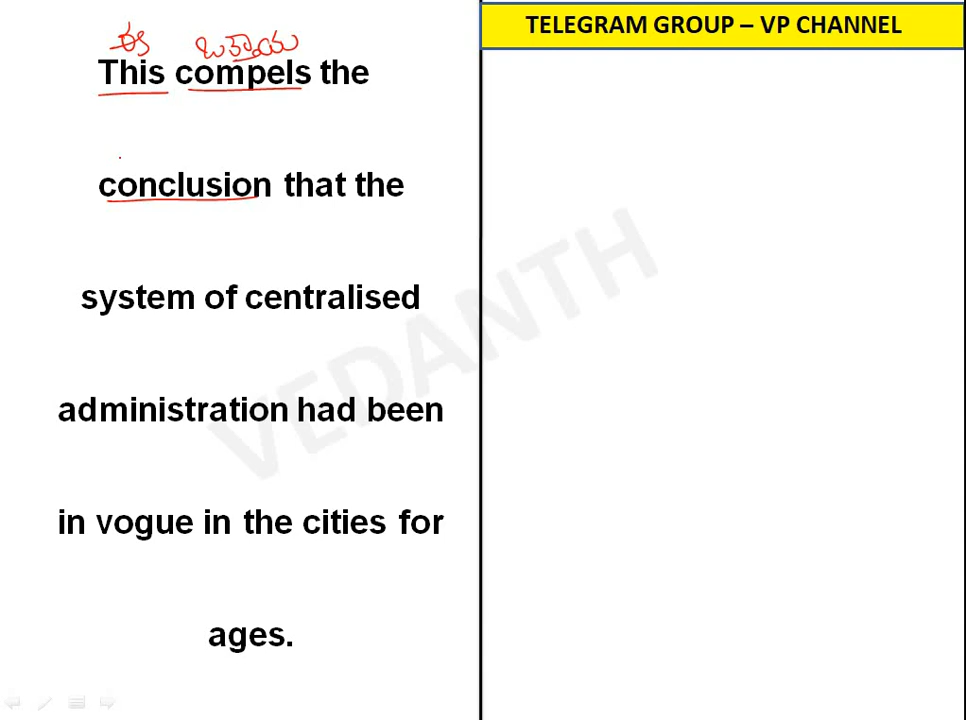 TELEGRAM GROUP – VP CHANNEL
ಈ ಒತ್ತಾಯ
This compels the
conclusion that the
system of centralised
administration had been
in vogue in the cities for
ages.
VEDANTH